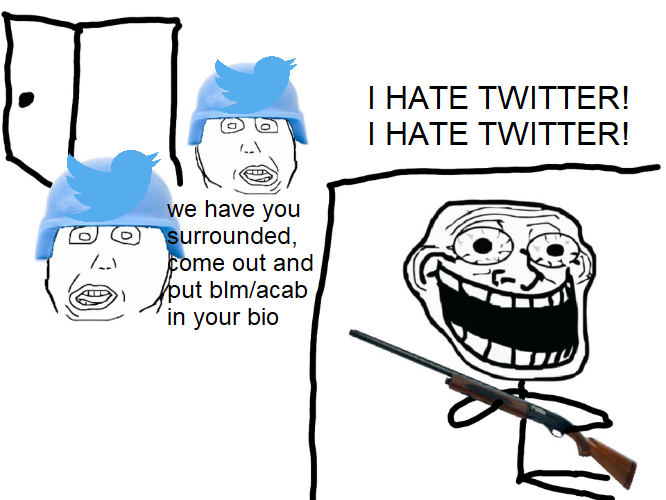 I HATE TWITTER!
I HATE TWITTER!
we have you
surrounded,
come out and
put blm/acab
in your bio